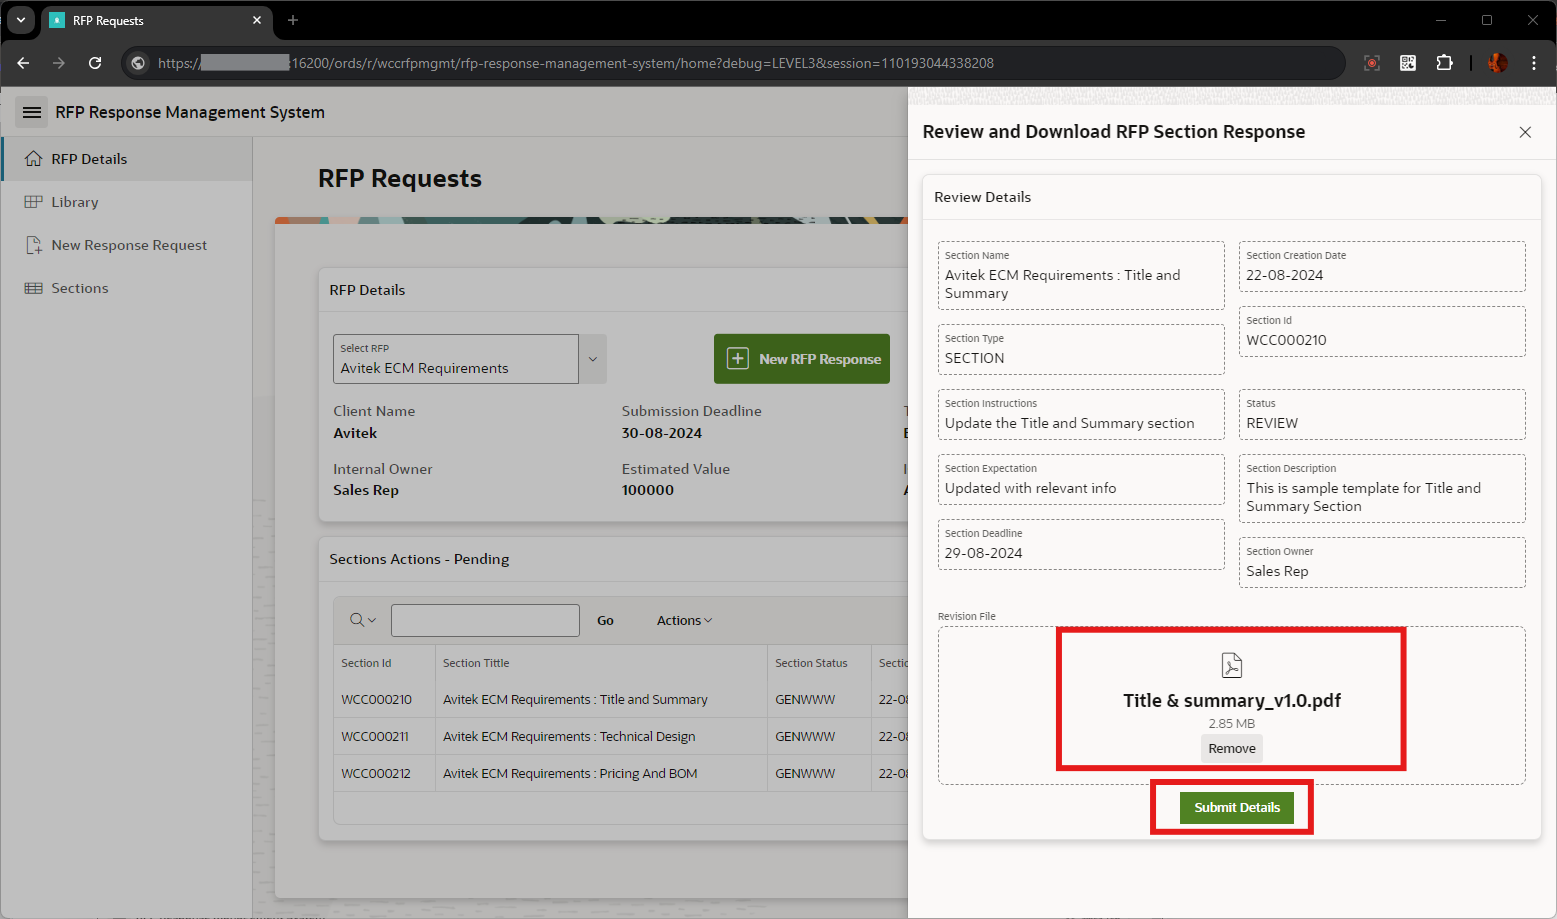 RFP Requests
https://
:16200/ords/r/wccrfpmgmt/rfp-response-management-system/home?debug=LEVEL3&session=110193044338208
RFP Response Management System
RFP Details
Library
New Response Request
Sections
RFP Requests
RFP Details
Select RFP
Avitek ECM Requirements
New RFP Response
Client Name
Avitek
Submission Deadline
30-08-2024
Internal Owner
Sales Rep
Estimated Value
100000
Sections Actions - Pending
Go
Actions
Section Id
Section Tittle
Section Status
WCC000210
Avitek ECM Requirements : Title and Summary
GENWWW
WCC000211
Avitek ECM Requirements : Technical Design
GENWWW
WCC000212
Avitek ECM Requirements : Pricing And BOM
GENWWW
Review and Download RFP Section Response
Review Details
Section Name
Avitek ECM Requirements : Title and
Summary
Section Creation Date
22-08-2024
Section Type
SECTION
Section Id
WCC000210
Section Instructions
Update the Title and Summary section
Status
REVIEW
Section Expectation
Updated with relevant info
Section Description
This is sample template for Title and
Summary Section
Section Deadline
29-08-2024
Section Owner
Sales Rep
Revision File
Title & summary_v1.0.pdf
2.85 MB
Remove
Submit Details